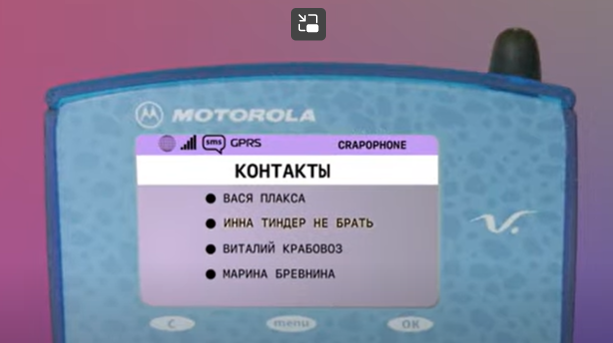 MOTOROLA
sms GPRS CRAPOPHONE
КОНТАКТЫ
ВАСЯ ПЛАКСА
ИННА ТИНДЕР НЕ БРАТЬ
ВИТАЛИЙ КРАБОВОЗ
МАРИНА БРЕВНИНА
V.
C menu OK